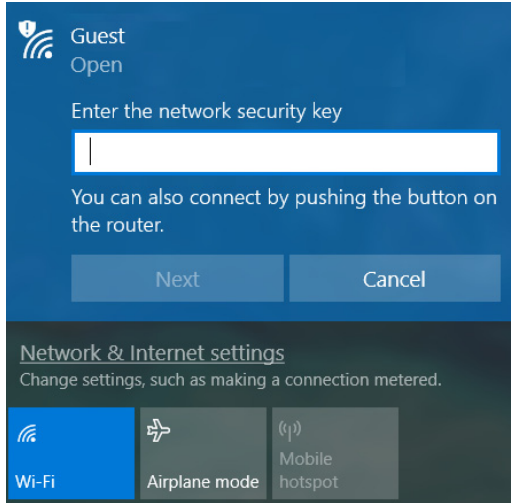 Guest
Open
Enter the network security key
You can also connect by pushing the button on
the router.
Next
Cancel
Network & Internet settings
Change settings, such as making a connection metered.
Wi-Fi
Airplane mode
Mobile
hotspot